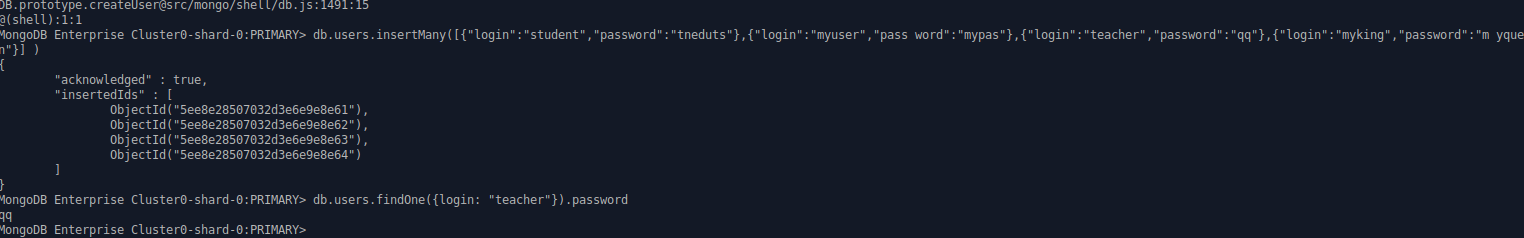 DB.prototype.createUser@src/mongo/shell/db.js:1491:15
@(shell):1:1
MongoDB Enterprise Cluster0-shard-0:PRIMARY> db.users.insertMany([{"login":"student","password":"tneduts"},{"login":"myuser","pass word":"mypas"},{"login":"teacher","password":"qq"},{"login":"myking","password":"m yque
n"}] )
{
        "acknowledged" : true,
        "insertedIds" : [
                ObjectId("5ee8e28507032d3e6e9e8e61"),
                ObjectId("5ee8e28507032d3e6e9e8e62"),
                ObjectId("5ee8e28507032d3e6e9e8e63"),
                ObjectId("5ee8e28507032d3e6e9e8e64")
        ]
}
MongoDB Enterprise Cluster0-shard-0:PRIMARY> db.users.findOne({login: "teacher"}).password
qq
MongoDB Enterprise Cluster0-shard-0:PRIMARY>